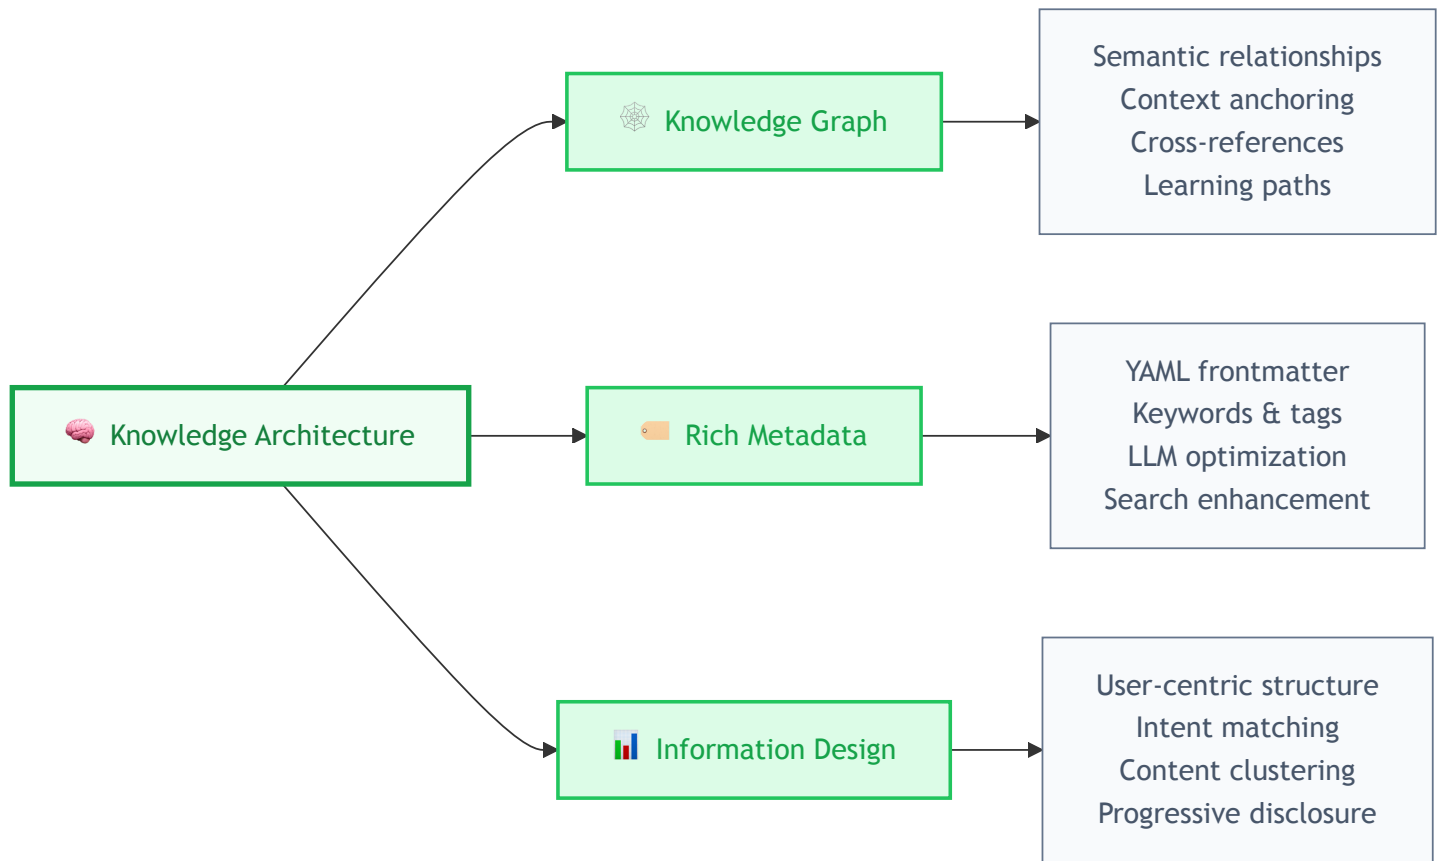 Knowledge Architecture
Knowledge Graph
Semantic relationships
Context anchoring
Cross-references
Learning paths
Rich Metadata
YAML frontmatter
Keywords & tags
LLM optimization
Search enhancement
Information Design
User-centric structure
Intent matching
Content clustering
Progressive disclosure